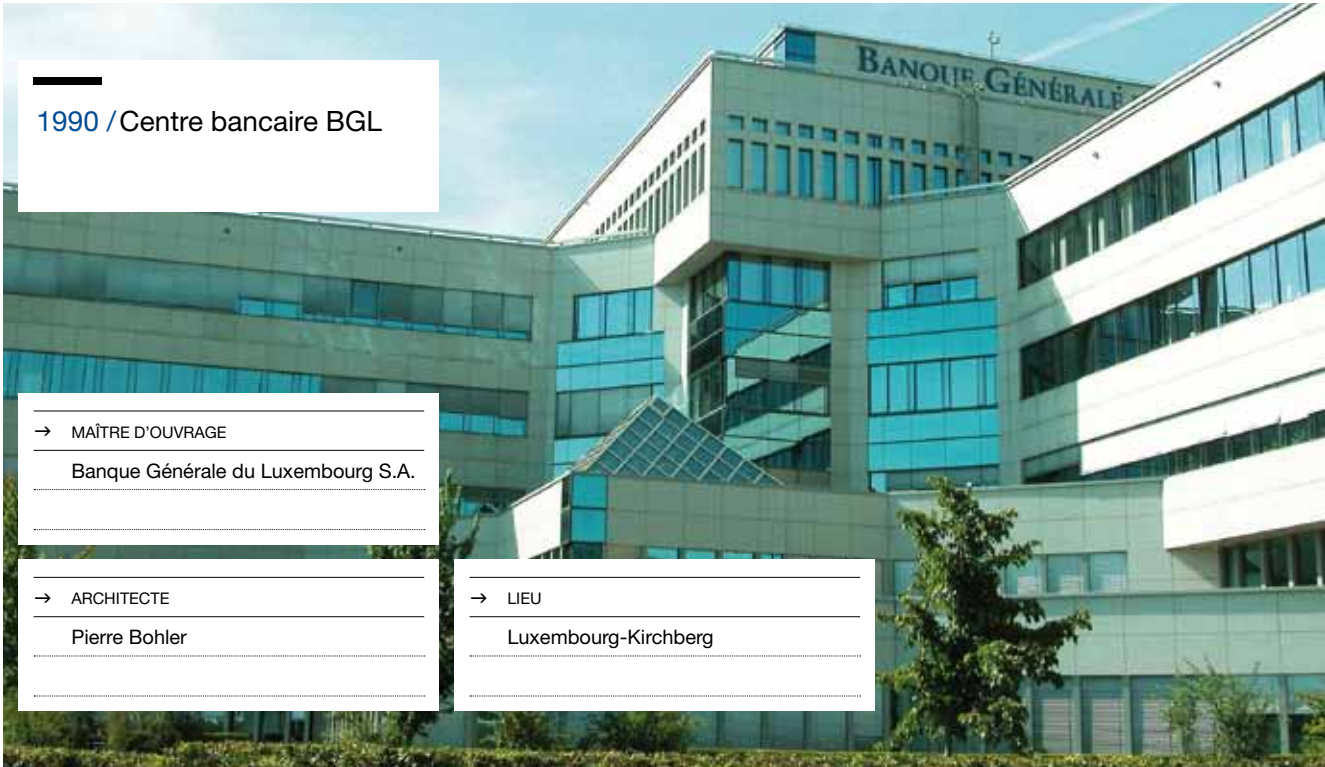 BANQUE GÉNÉRALE
1990 / Centre bancaire BGL
→ MAÎTRE D'OUVRAGE
Banque Générale du Luxembourg S.A.
→ ARCHITECTE
Pierre Bohler
→ LIEU
Luxembourg-Kirchberg